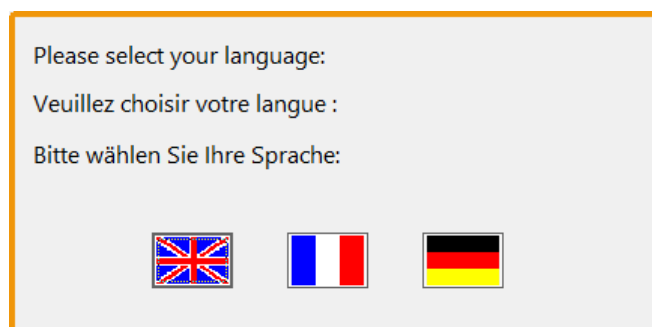 Please select your language:
Veuillez choisir votre langue :
Bitte wählen Sie Ihre Sprache: